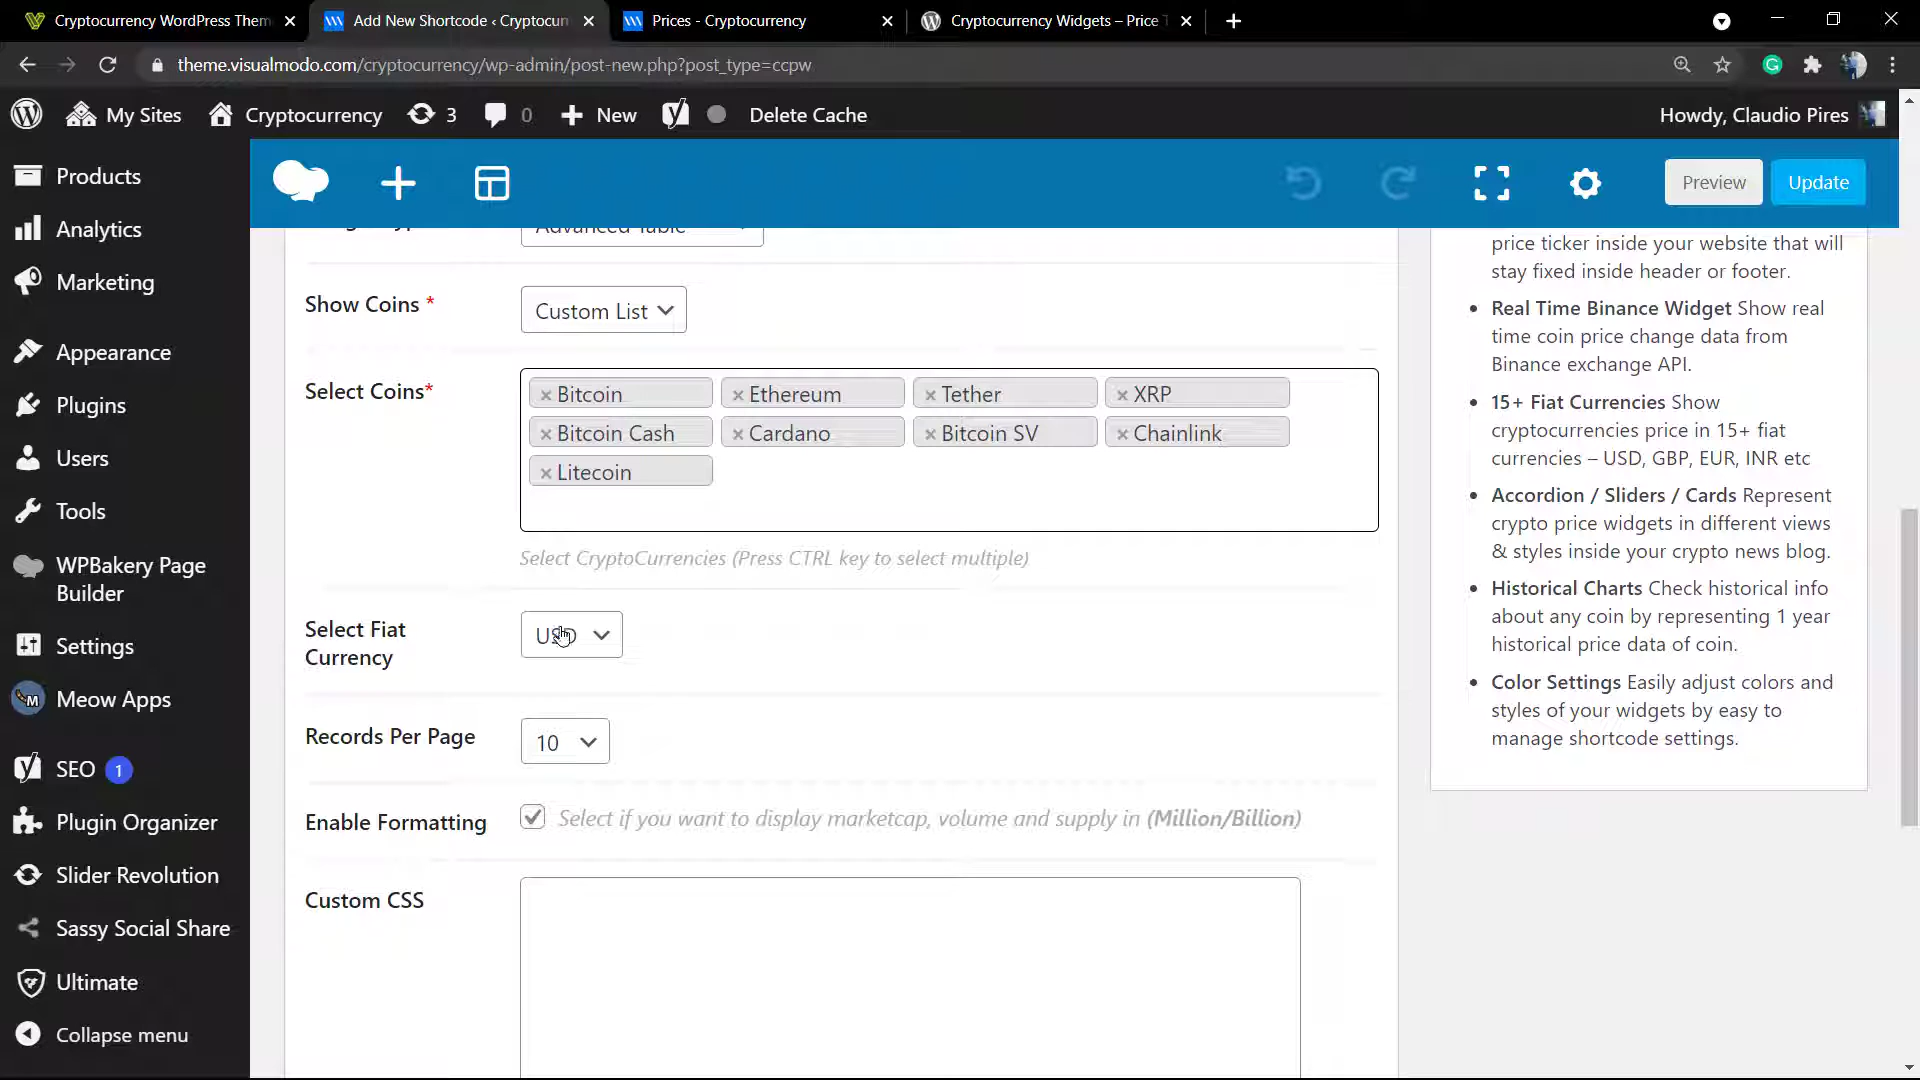 Cryptocurrency WordPress Them
Add New Shortcode ‹ Cryptocurr
Prices - Cryptocurrency
Cryptocurrency Widgets – Price T
theme.visualmodo.com/cryptocurrency/wp-admin/post-new.php?post_type=ccpw
My Sites
Cryptocurrency
3
0
New
Delete Cache
Howdy, Claudio Pires
Products
Analytics
Marketing
Appearance
Plugins
Users
Tools
WPBakery Page
Builder
Settings
Meow Apps
SEO 1
Plugin Organizer
Slider Revolution
Sassy Social Share
Ultimate
Collapse menu
Preview
Update
Advanced Table
Show Coins *
Custom List
Select Coins*
× Bitcoin × Ethereum × Tether × XRP
× Bitcoin Cash × Cardano × Bitcoin SV × Chainlink
× Litecoin
Select CryptoCurrencies (Press CTRL key to select multiple)
Select Fiat
Currency
USD
Records Per Page
10
Enable Formatting
Select if you want to display marketcap, volume and supply in (Million/Billion)
Custom CSS
price ticker inside your website that will
stay fixed inside header or footer.
Real Time Binance Widget Show real
time coin price change data from
Binance exchange API.
15+ Fiat Currencies Show
cryptocurrencies price in 15+ fiat
currencies – USD, GBP, EUR, INR etc
Accordion / Sliders / Cards Represent
crypto price widgets in different views
& styles inside your crypto news blog.
Historical Charts Check historical info
about any coin by representing 1 year
historical price data of coin.
Color Settings Easily adjust colors and
styles of your widgets by easy to
manage shortcode settings.